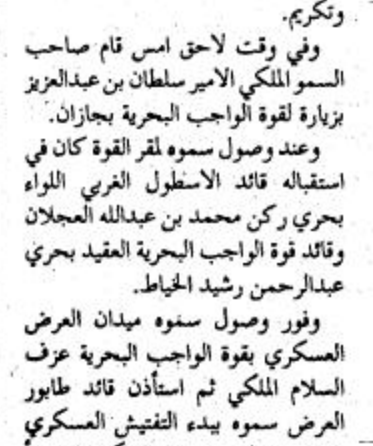 وتكريم.
وفي وقت لاحق امس قام صاحب
السمو الملكي الامير سلطان بن عبدالعزيز
بزيارة لقوة الواجب البحرية بجازان.
وعند وصول سموه لمقر القوة كان في
استقباله قائد الاسطول الغربي اللواء
بحري ركن محمد بن عبدالله العجلان
وقائد قوة الواجب البحرية العقيد بحري
عبدالرحمن رشيد الخياط.
وفور وصول سموه ميدان العرض
العسكري بقوة الواجب البحرية عزف
السلام الملكي ثم استأذن قائد طابور
العرض سموه ببدء التفتيش العسكري